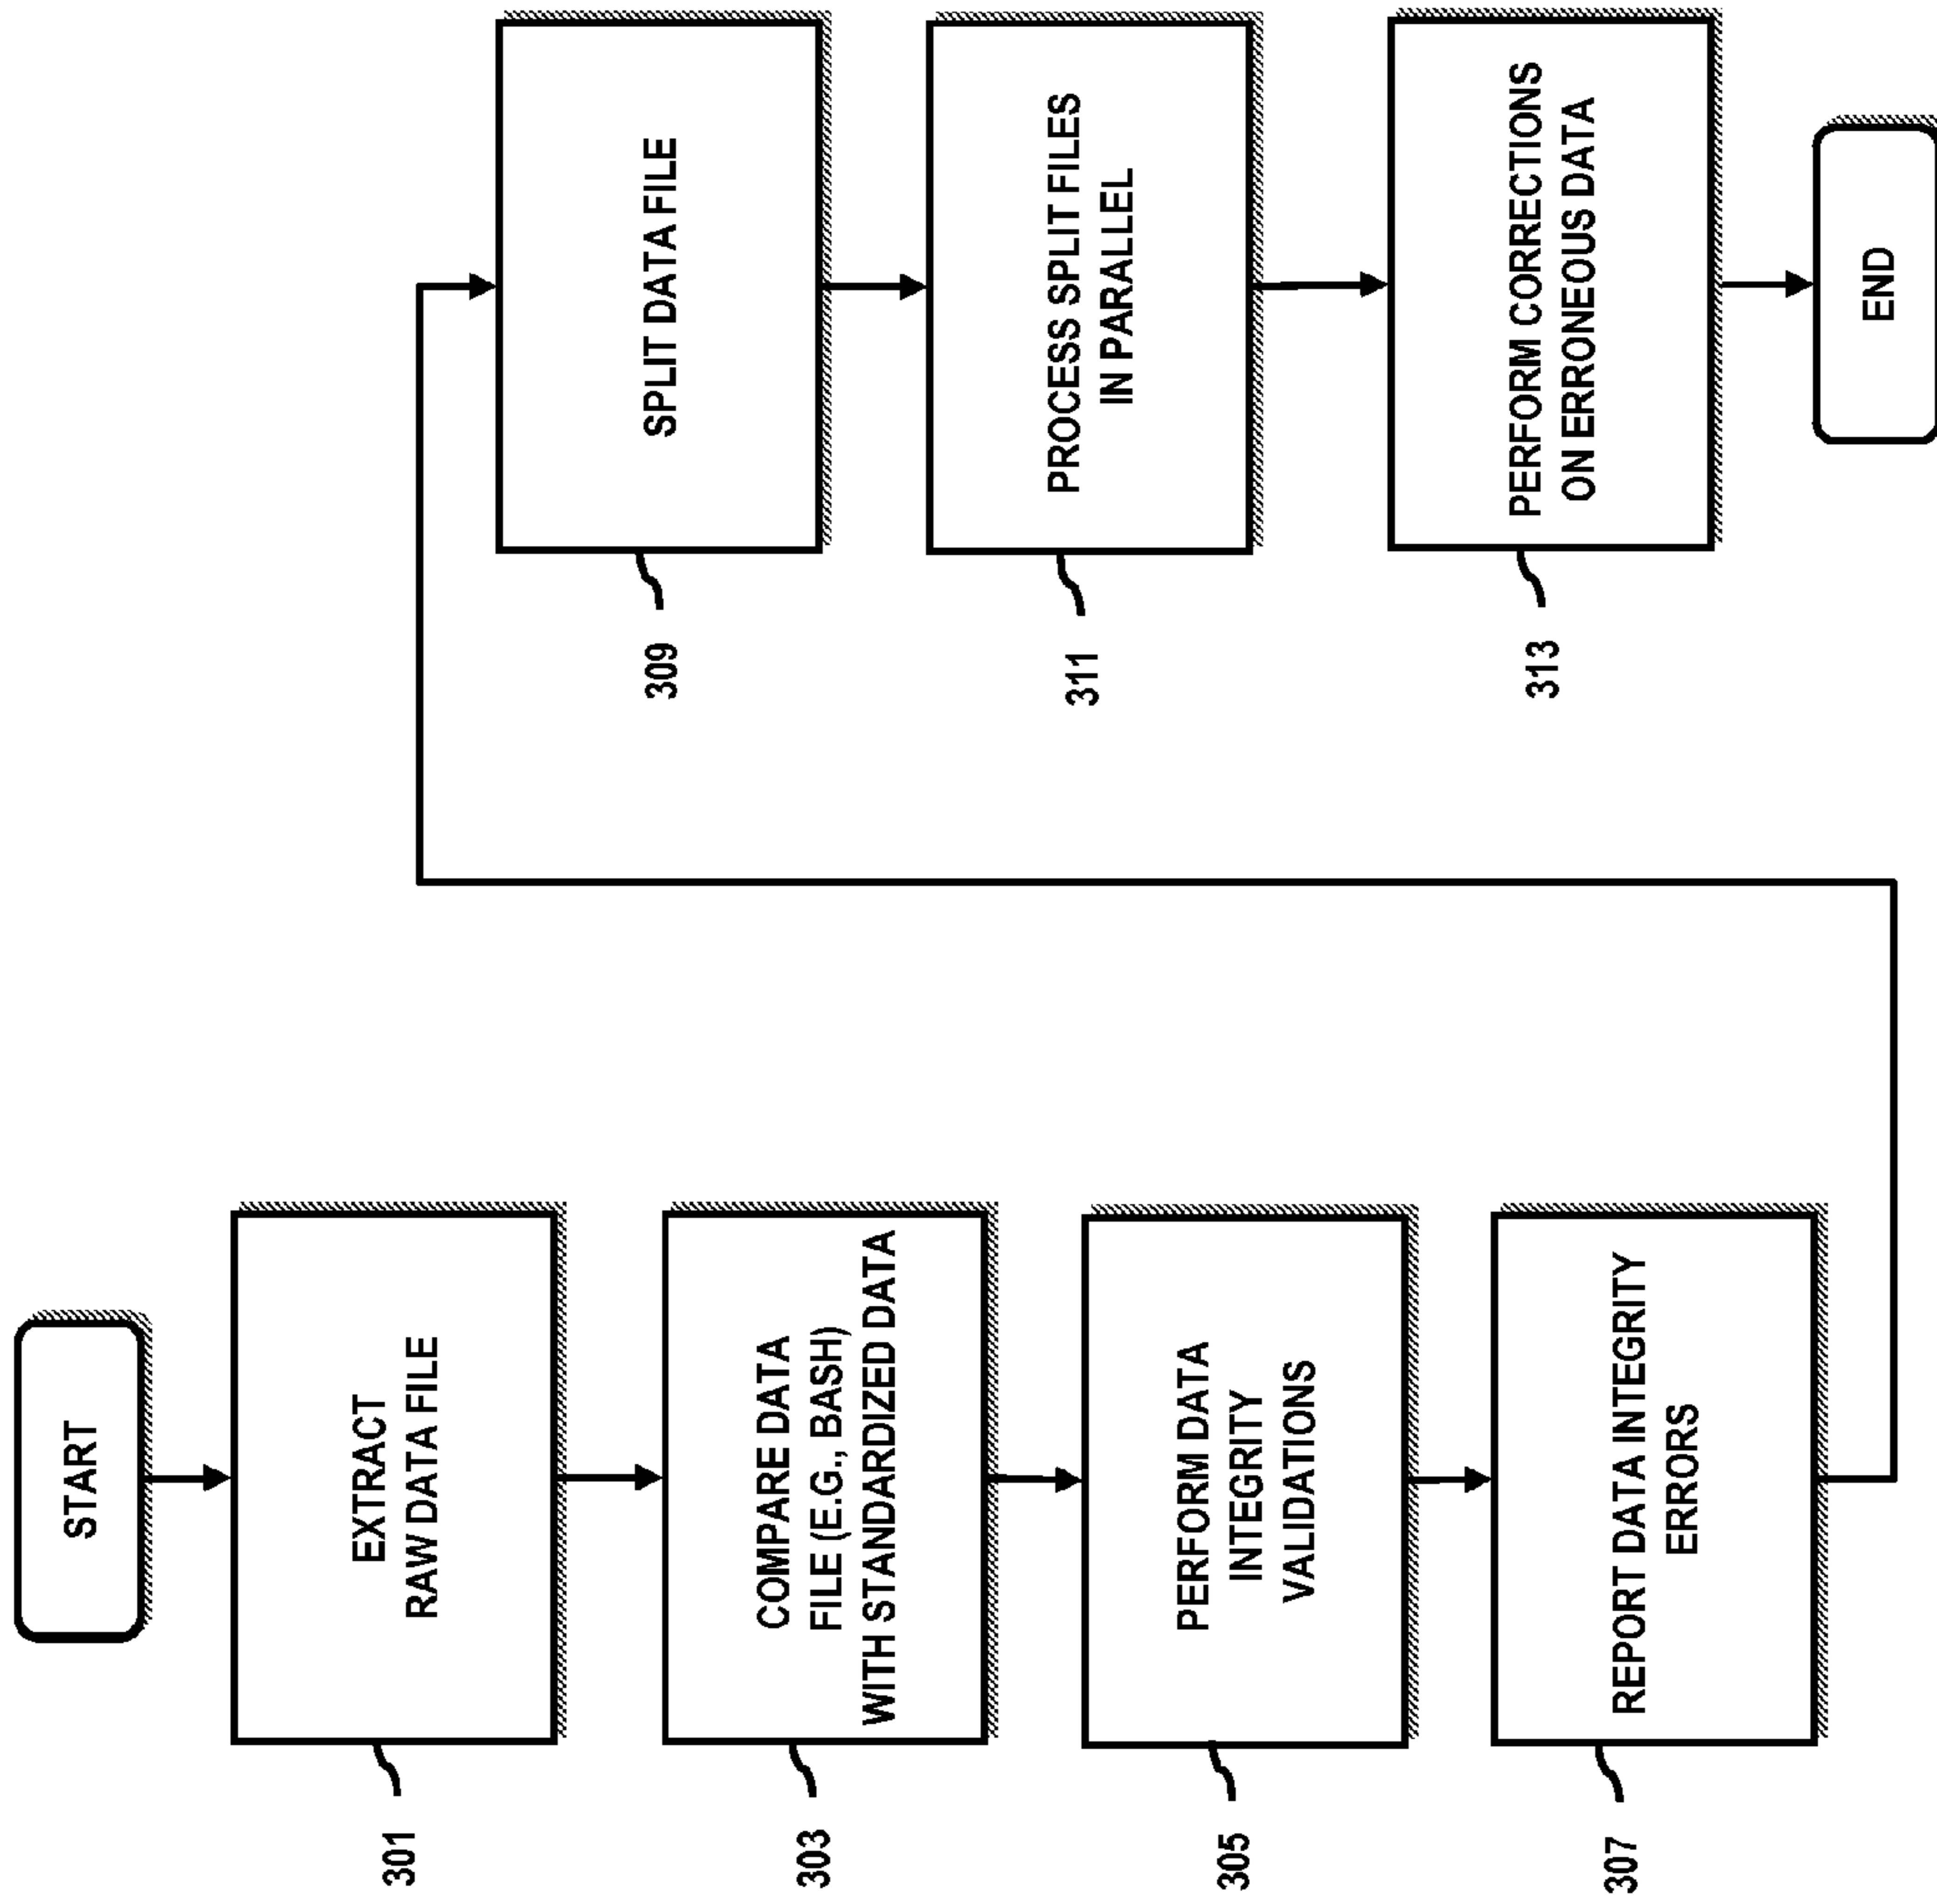 START
EXTRACT
RAW DATA FILE
301
COMPARE DATA
FILE (E.G., BASH)
WITH STANDARDIZED DATA
303
PERFORM DATA
INTEGRITY
VALIDATIONS
305
REPORT DATA INTEGRITY
ERRORS
307
SPLIT DATA FILE
309
PROCESS SPLIT FILES
IN PARALLEL
311
PERFORM CORRECTIONS
ON ERRONEOUS DATA
313
END